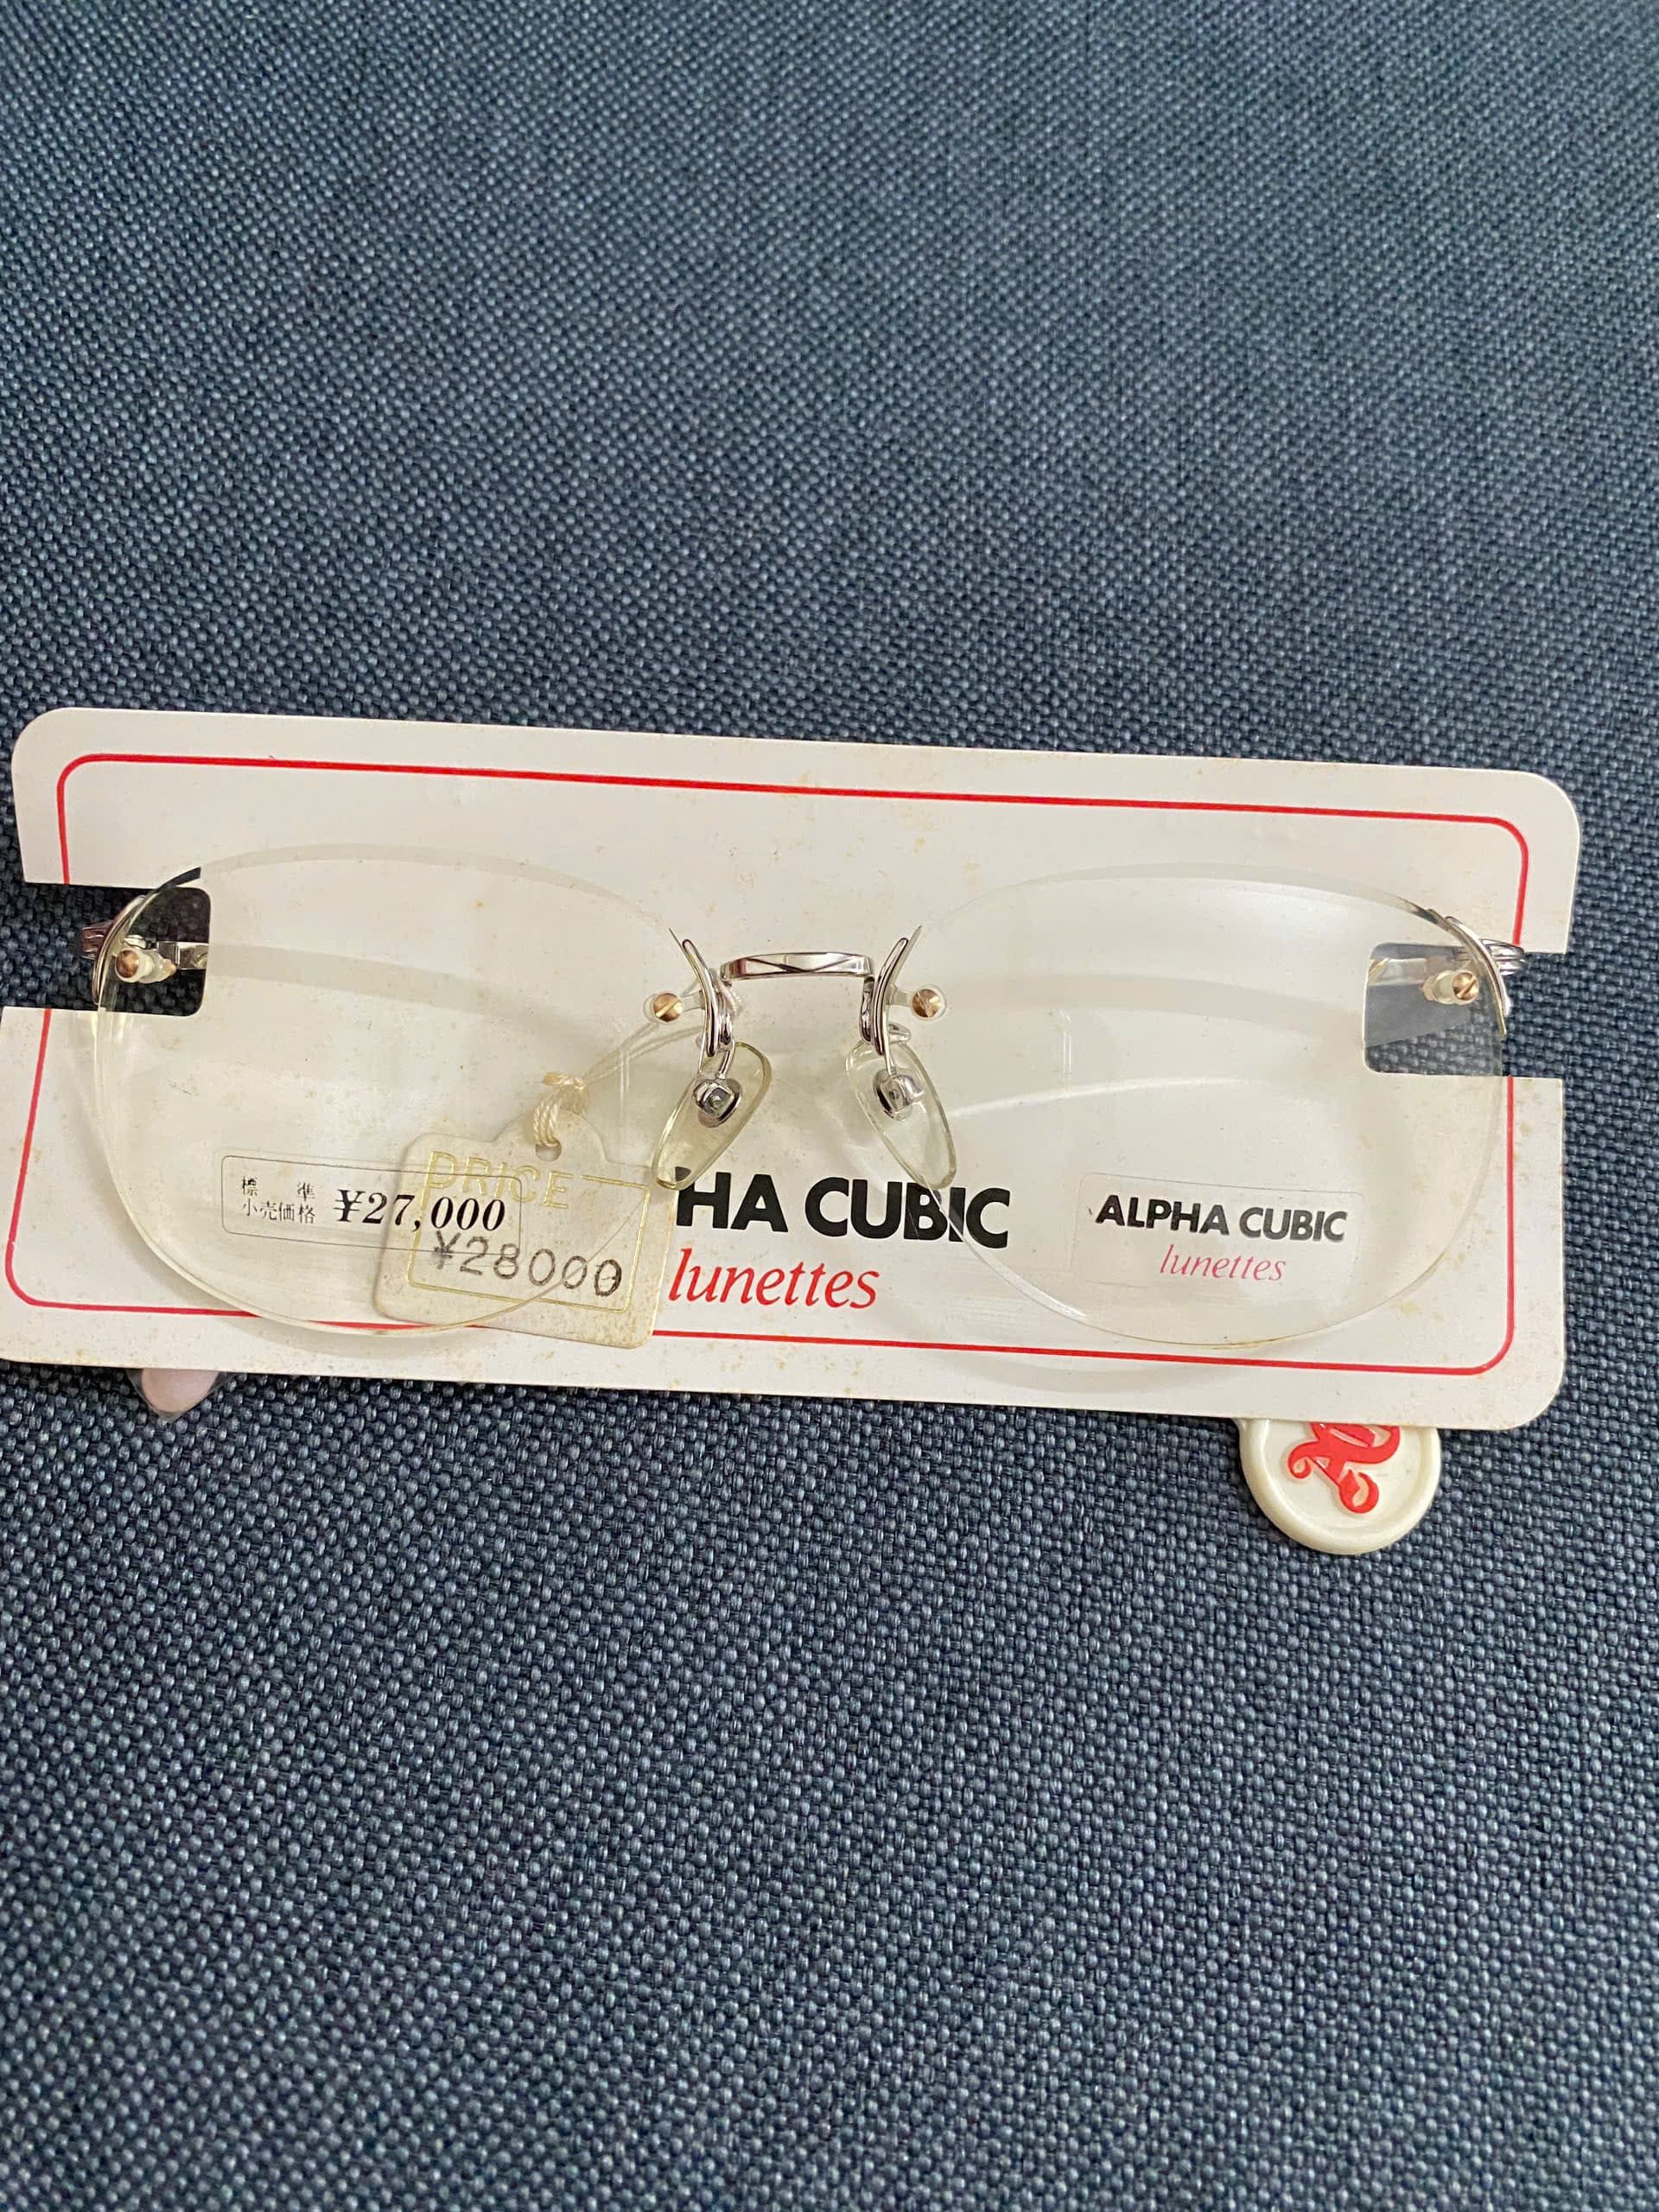 標準
小売価格 ¥27,000
PRICE
¥28000
HA CUBIC
lunettes
ALPHA CUBIC
lunettes